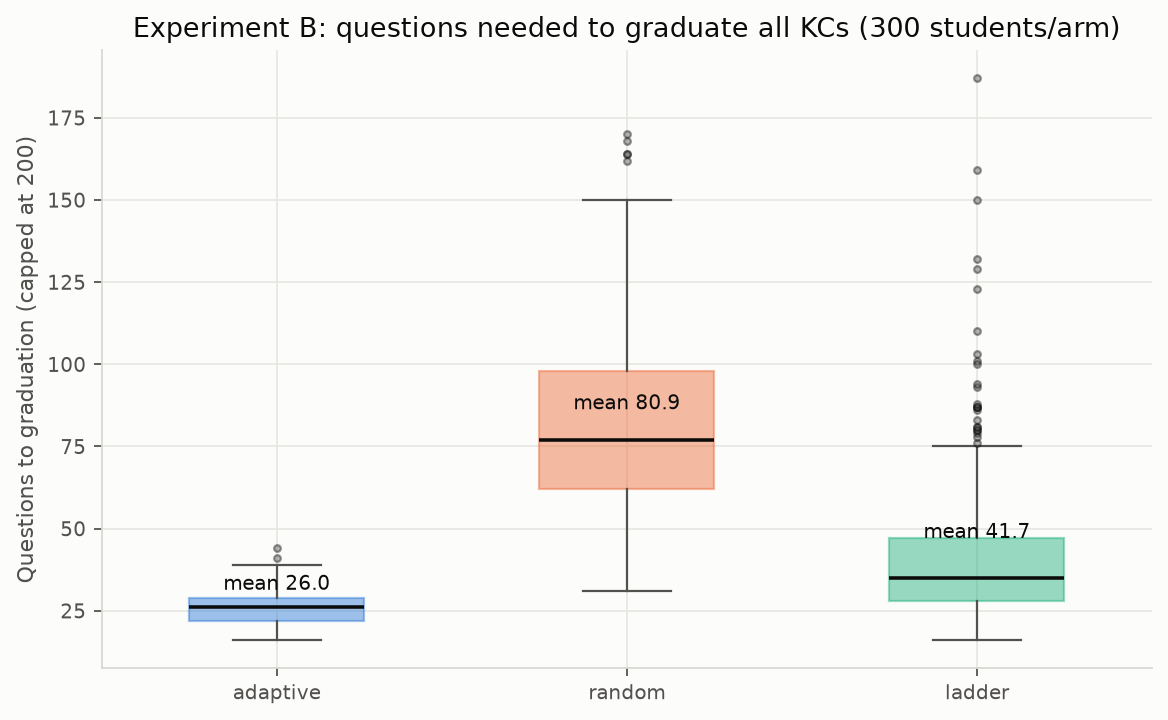 Experiment B: questions needed to graduate all KCs (300 students/arm)
Questions to graduation (capped at 200)
175
150
125
100
75
50
25
mean 26.0
mean 80.9
mean 41.7
adaptive
random
ladder